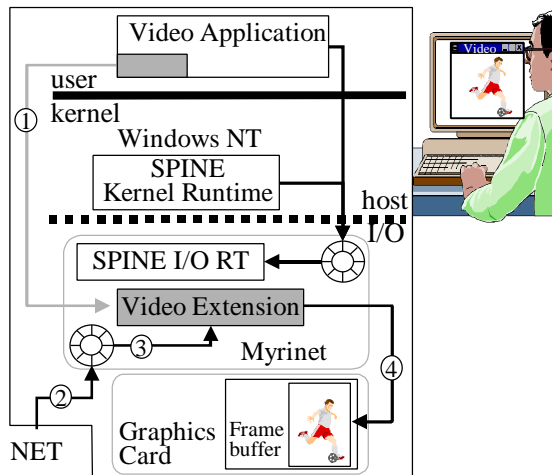 Video Application
Video
user
kernel
①
Windows NT
SPINE
Kernel Runtime
host
I/O
SPINE I/O RT
Video Extension
③
Myrinet
②
④
NET
Graphics
Card
Frame
buffer